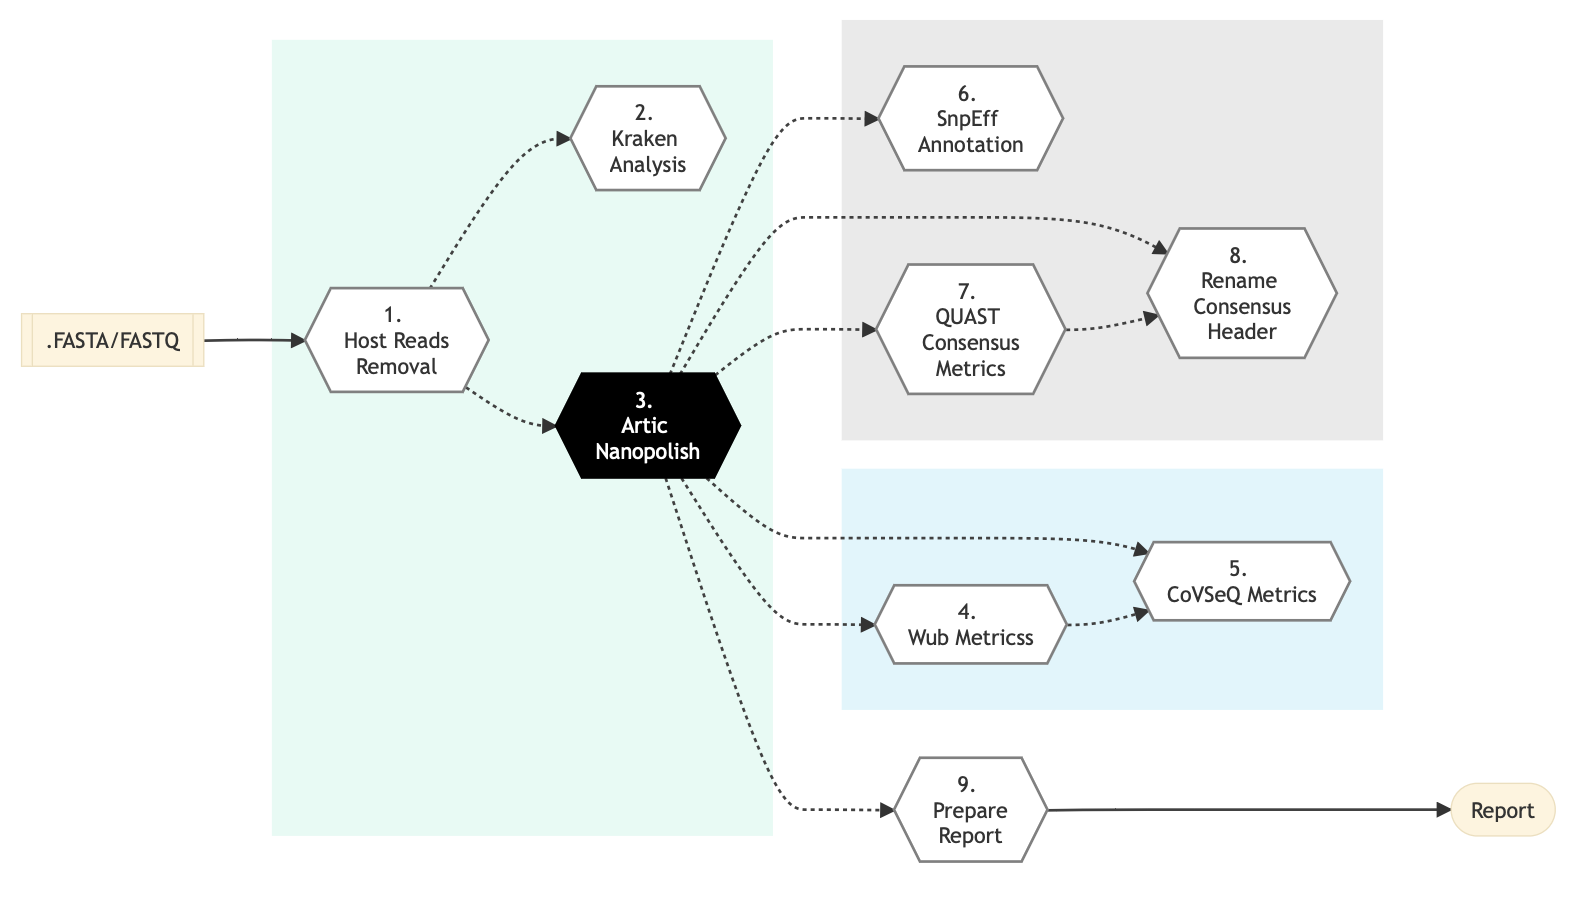 .FASTA/FASTQ
1.
Host Reads
Removal
2.
Kraken
Analysis
3.
Artic
Nanopolish
6.
SnpEff
Annotation
7.
QUAST
Consensus
Metrics
8.
Rename
Consensus
Header
4.
Wub Metricss
5.
CoVSeQ Metrics
9.
Prepare
Report
Report